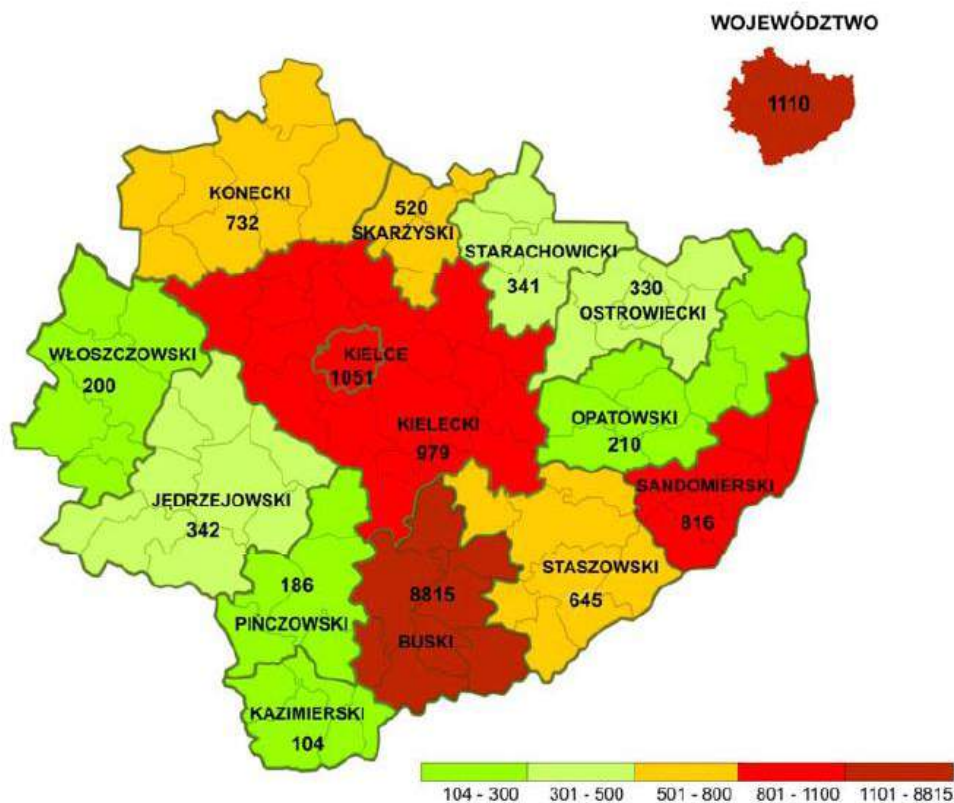 WOJEWÓDZTWO
1110
KONECKI
732
520
SKARŻYSKI
STARACHOWICKI
341
330
OSTROWIECKI
WŁOSZCZOWSKI
200
KIELCE
1051
KIELECKI
979
OPATOWSKI
210
SANDOMIERSKI
816
JĘDRZEJOWSKI
342
186
PIŃCZOWSKI
8815
BUSKI
STASZOWSKI
645
KAZIMIERSKI
104
104 - 300 301 - 500 501 - 800 801 - 1100 1101 - 8815